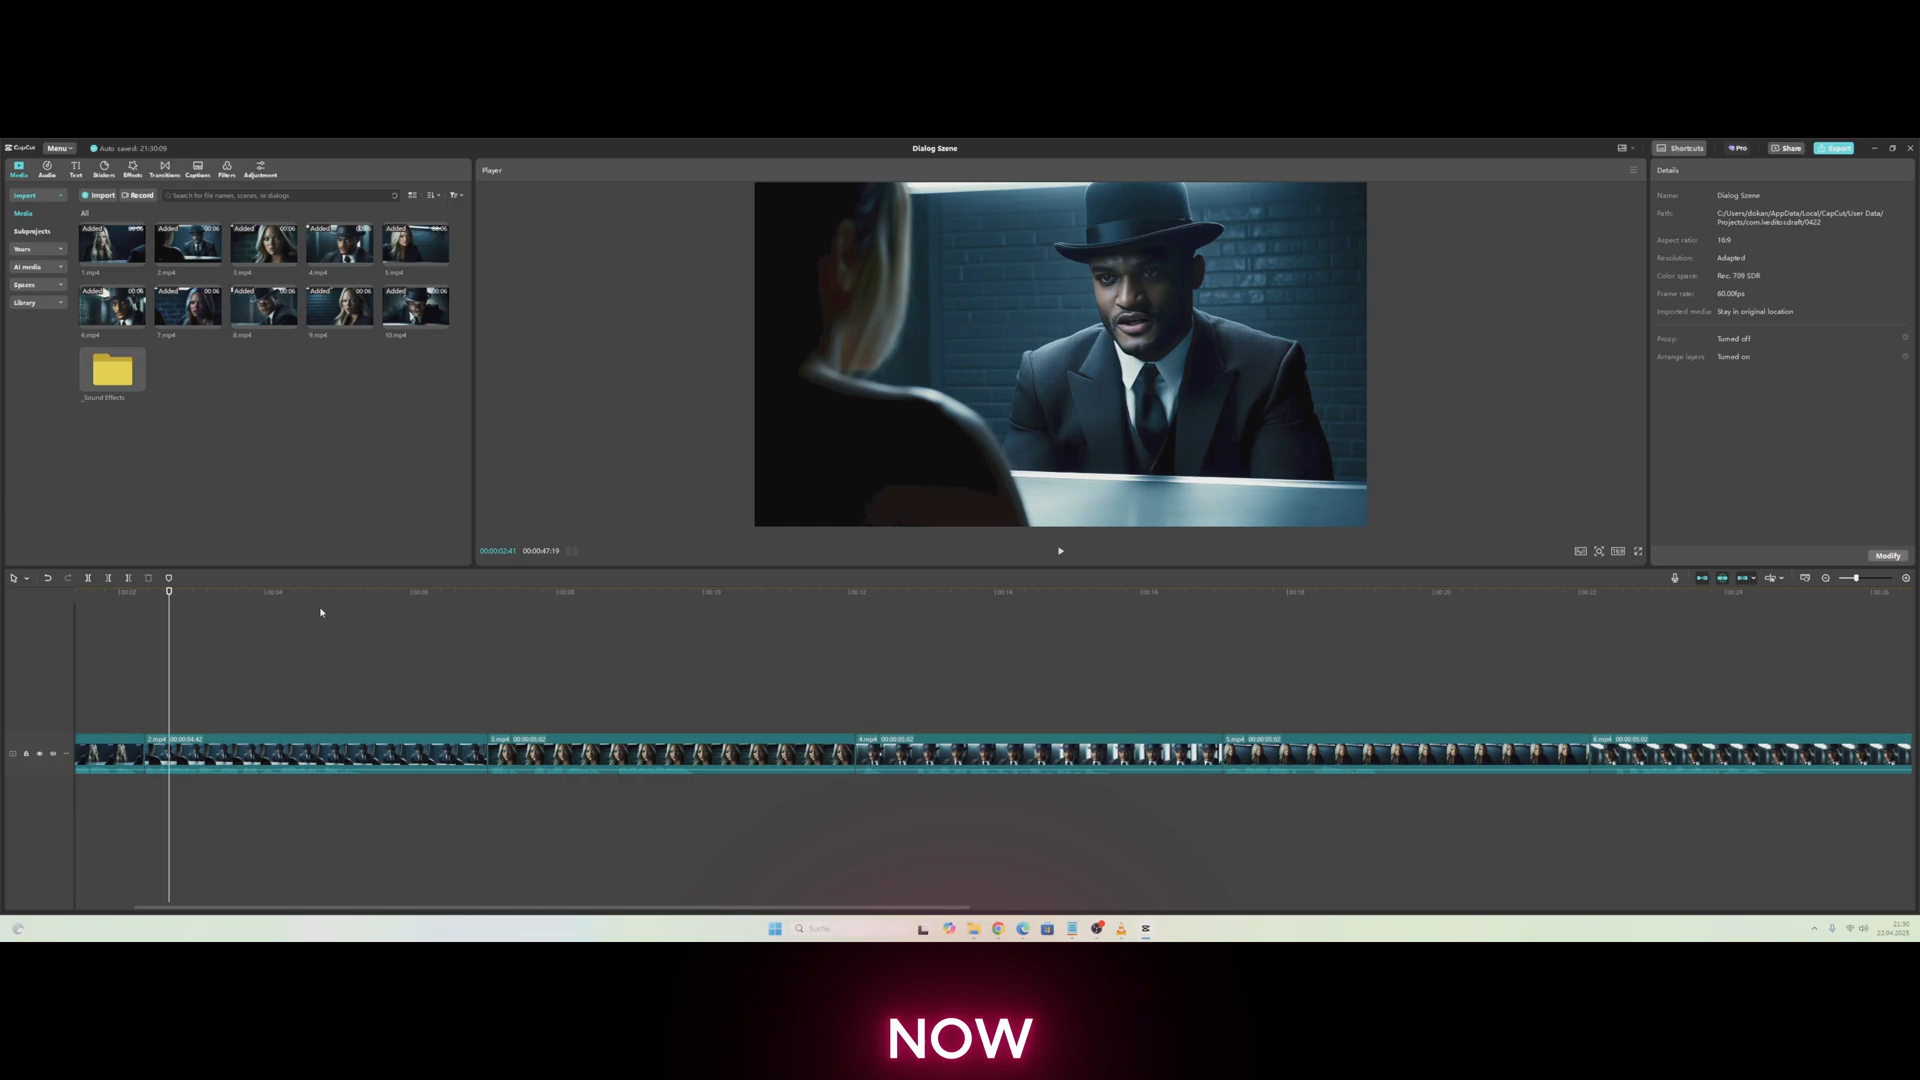 CapCut Menu Auto saved: 21:30:09 Dialog Szene Shortcuts Pro Share Export
Media Audio Text Stickers Effects Transitions Captions Filters Adjustment
Player
Details
Import
Import Record Search for file names, scenes, or dialogs
Media
All
Subprojects
Yours
AI media
Spaces
Library
Added 00:06 Added 00:06 Added 00:06 Added 00:06 Added 00:06
1.mp4 2.mp4 3.mp4 4.mp4 5.mp4
Added 00:06 Added 00:06 Added 00:06 Added 00:06 Added 00:06
6.mp4 7.mp4 8.mp4 9.mp4 10.mp4
_Sound Effects
Name: Dialog Szene
Path: C:/Users/dokan/AppData/Local/CapCut/User Data/
Projects/com.lveditor.draft/0422
Aspect ratio: 16:9
Resolution: Adapted
Color space: Rec. 709 SDR
Frame rate: 60.00fps
Imported media: Stay in original location
Proxy: Turned off
Arrange layers Turned on
00:00:02:41 00:00:47:19
16:9
Modify
00:02 00:04 00:06 00:08 00:10 00:12 00:14 00:16 00:18 00:20 00:22 00:24 00:26
2.mp4 00:00:04:42 3.mp4 00:00:05:02 4.mp4 00:00:05:02 5.mp4 00:00:05:02 6.mp4 00:00:05:02
Suche
21:30
22.04.2025
NOW